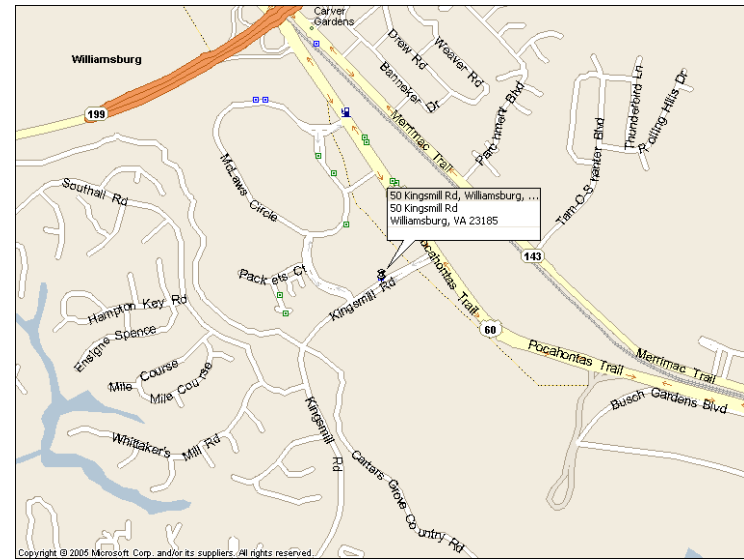 Carver
Gardens
Williamsburg
Drew Rd
Weaver Rd
Banneker Dr
Thunderbird Ln
Rolling Hills Dr
Parchment Blvd
199
Merrimac Trail
Tam-O-Shanter Blvd
McLaws Circle
Southall Rd
50 Kingsmill Rd, Williamsburg, ...
50 Kingsmill Rd
Williamsburg, VA 23185
143
Pocahontas Trail
Packets Ct
Kingsmill Rd
Hampton Key Rd
Ensigne Spence
60
Pocahontas Trail
Merrimac Trail
Mile Course
Mile Course
Busch Gardens Blvd
Whittaker's Mill Rd
Kingsmill Rd
Carters Grove Country Rd
Copyright © 2005 Microsoft Corp. and/or its suppliers. All rights reserved.